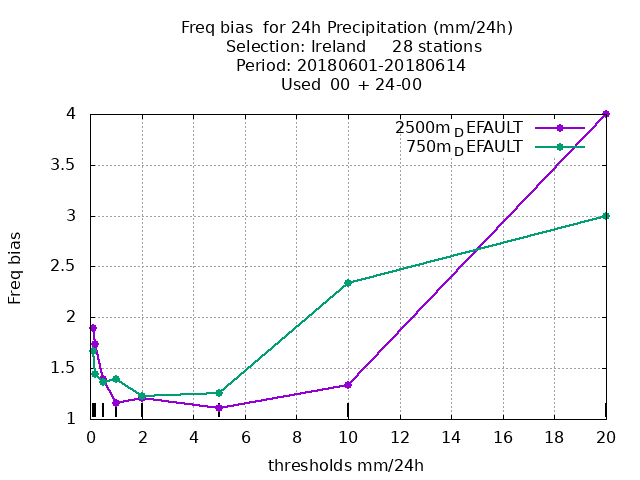 Freq bias  for 24h Precipitation (mm/24h)
Selection: Ireland     28 stations
Period: 20180601-20180614
Used  00 + 24-00
2500m_DEFAULT
750m_DEFAULT
4
3.5
3
2.5
2
1.5
1
Freq bias
0 2 4 6 8 10 12 14 16 18 20
thresholds mm/24h